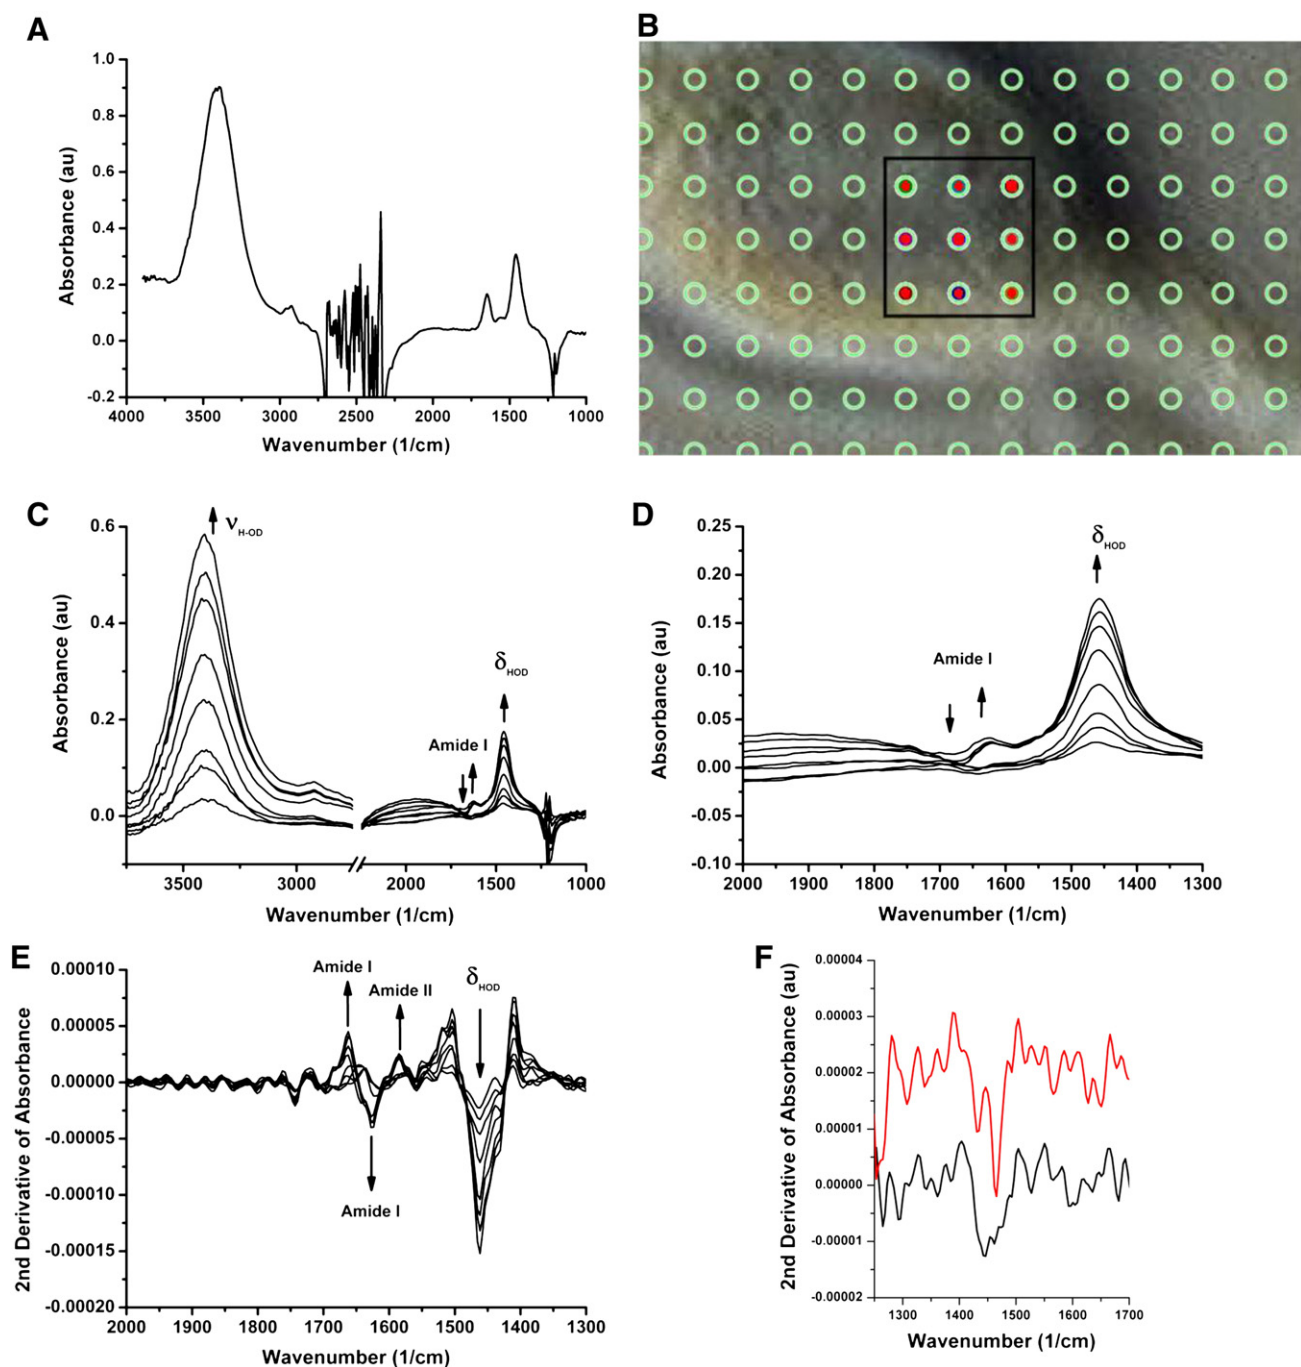 A
1.0
0.8
0.6
0.4
0.2
0.0
-0.2
4000 3500 3000 2500 2000 1500 1000
Absorbance (au)
Wavenumber (1/cm)
B
C
0.6
0.4
0.2
0.0
3500 3000 2000 1500 1000
Absorbance (au)
Wavenumber (1/cm)
νH-OD
Amide I
δHOD
D
0.25
0.20
0.15
0.10
0.05
0.00
-0.05
-0.10
2000 1900 1800 1700 1600 1500 1400 1300
Absorbance (au)
Wavenumber (1/cm)
Amide I
δHOD
E
0.00010
0.00005
0.00000
-0.00005
-0.00010
-0.00015
-0.00020
2000 1900 1800 1700 1600 1500 1400 1300
2nd Derivative of Absorbance
Wavenumber (1/cm)
Amide I
Amide II
δHOD
Amide I
F
0.00004
0.00003
0.00002
0.00001
0.00000
-0.00001
-0.00002
1300 1400 1500 1600 1700
2nd Derivative of Absorbance (au)
Wavenumber (1/cm)